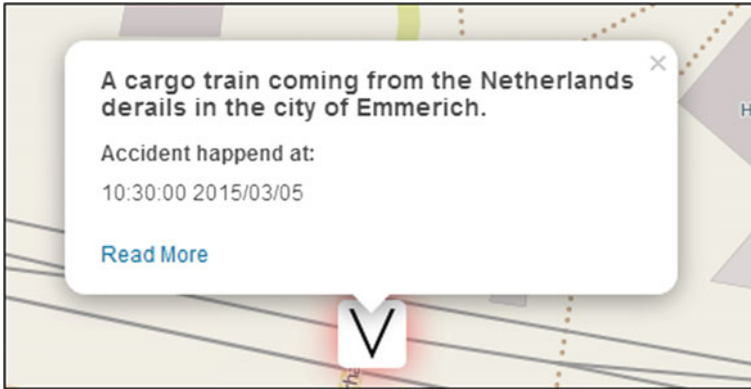 A cargo train coming from the Netherlands
×
derails in the city of Emmerich.
H
Accident happend at:
10:30:00 2015/03/05
Read More
V